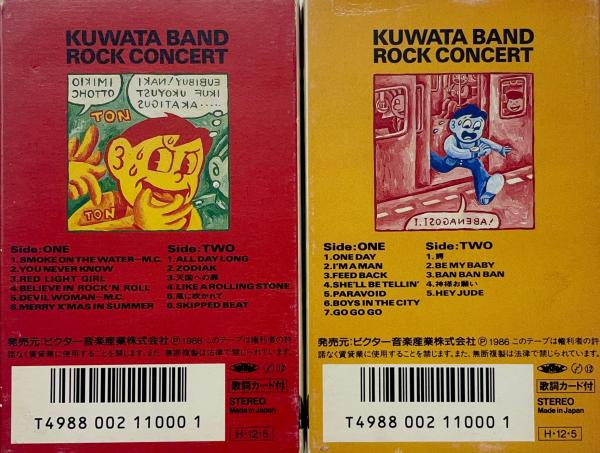 KUWATA BAND
ROCK CONCERT
OIKIMI
CHOTTO
IKAN!YUBIBUE
TSUYOKU FUKI
SUGITAKA....
TON
TON
Side:ONE
1.SMOKE ON THE WATER—M.C.
2.YOU NEVER KNOW
3.RED LIGHT GIRL
4.BELIEVE IN ROCK'N ROLL
5.DEVIL WOMAN—M.C.
6.MERRY X'MAS IN SUMMER
Side:TWO
1.ALL DAY LONG
2.ZODIAK
3.天国への扉
4.LIKE A ROLLING STONE
5.風に吹かれて
6.SKIPPED BEAT
発売元:ビクター音楽産業株式会社 Ⓟ1986 このテープは権利者の許
諾なく賃貸業に使用することを禁じます。また、無断複製は法律で禁じられています。
歌詞カード付
STEREO
Made in Japan
T4988 002 11000 1
H・12・5
KUWATA BAND
ROCK CONCERT
I.ISOGANEBA!
Side:ONE
1.ONE DAY
2.I'M A MAN
3.FEED BACK
4.SHE'LL BE TELLIN'
5.PARAVOID
6.BOYS IN THE CITY
7.GO GO GO
Side:TWO
1.鰐
2.BE MY BABY
3.BAN BAN BAN
4.神様お願い
5.HEY JUDE
発売元:ビクター音楽産業株式会社 Ⓟ1986 このテープは権利者の許
諾なく賃貸業に使用することを禁じます。また、無断複製は法律で禁じられています。
歌詞カード付
STEREO
Made in Japan
T4988 002 11000 1
H・12・5